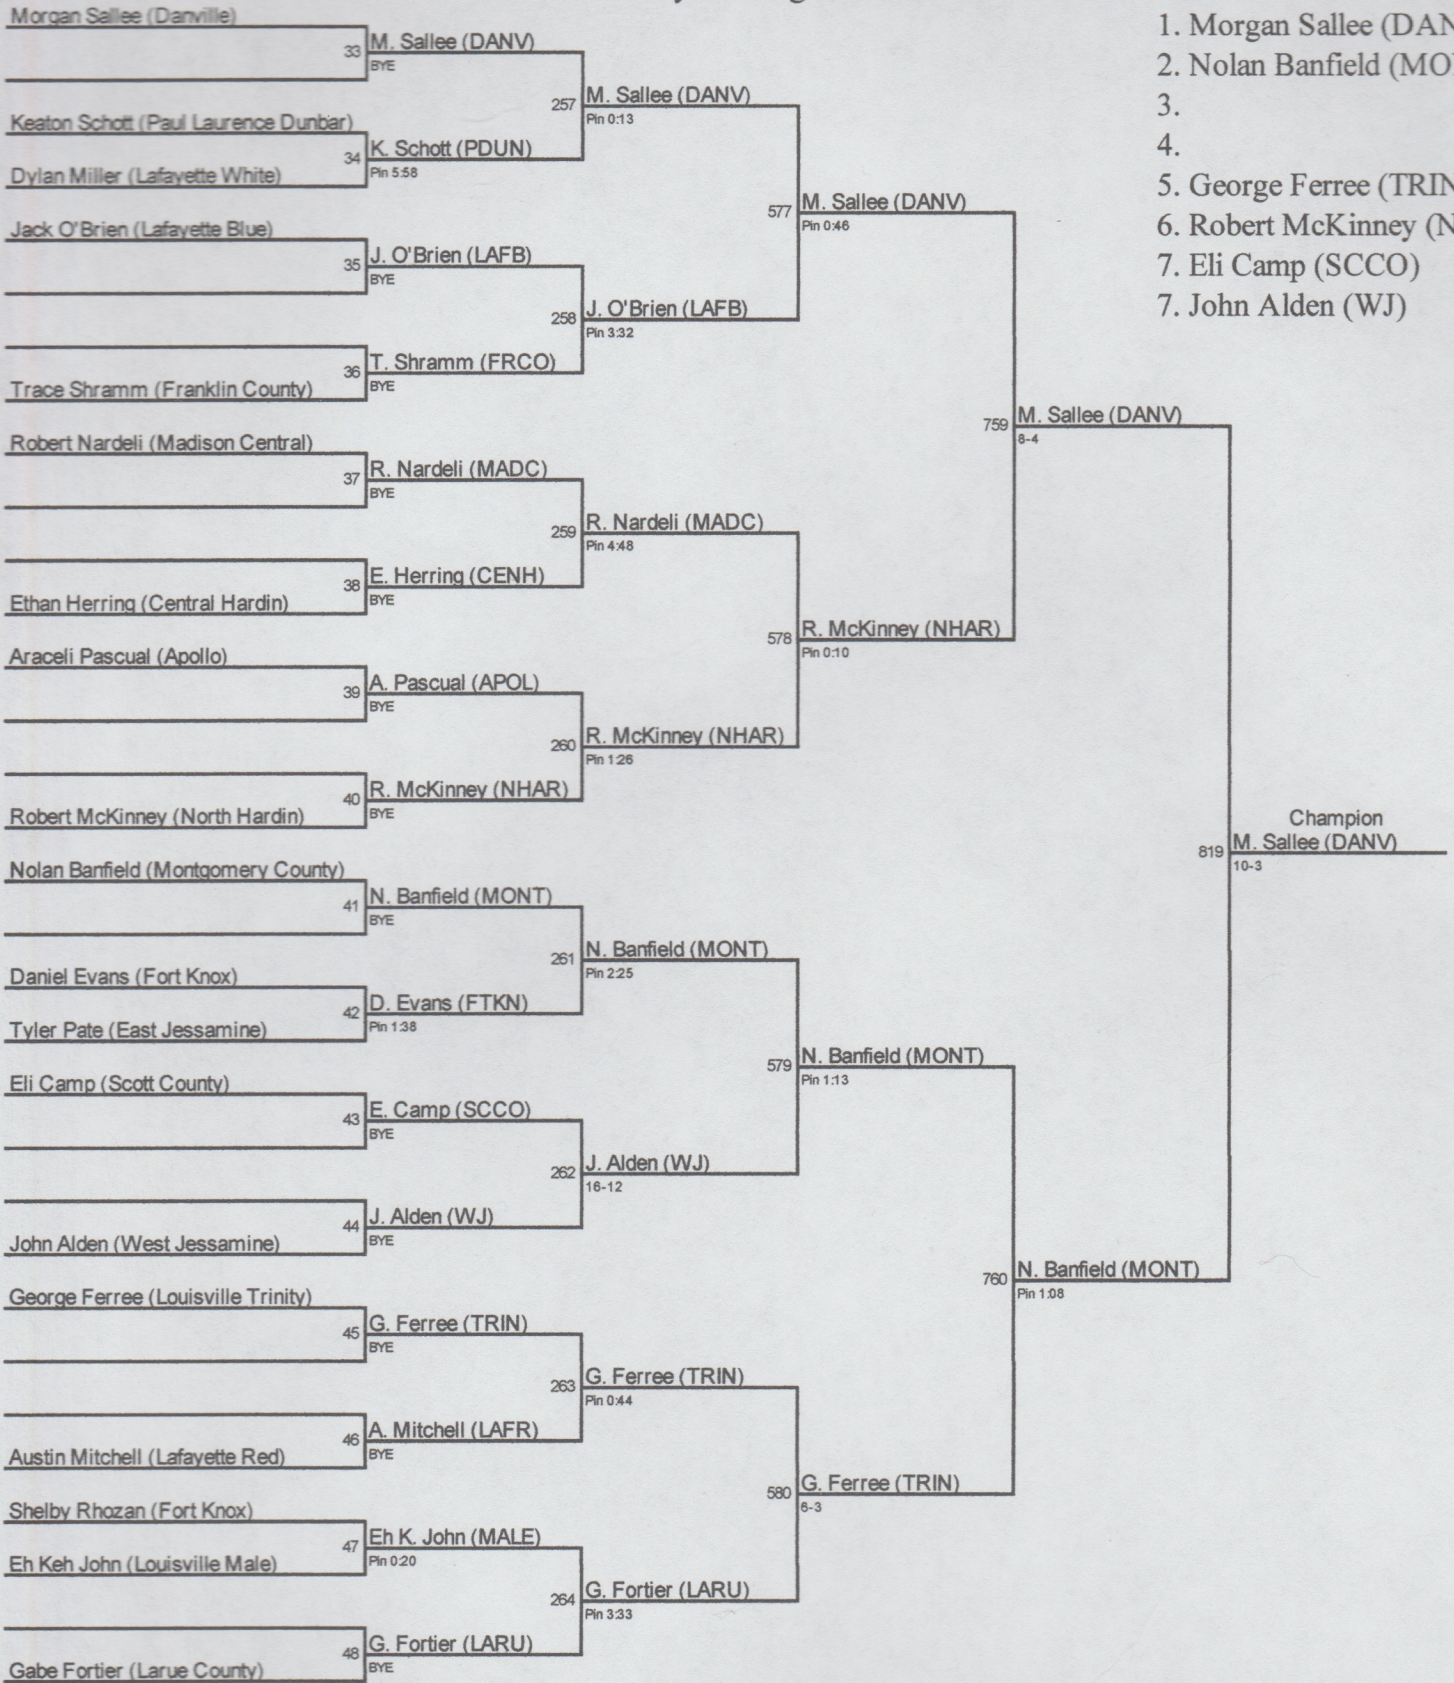 Morgan Sallee (Danville)
33 M. Sallee (DANV)
BYE
257 M. Sallee (DANV)
Pin 0:13
Keaton Schott (Paul Laurence Dunbar)
34 K. Schott (PDUN)
Pin 5:58
Dylan Miller (Lafayette White)
577 M. Sallee (DANV)
Pin 0:46
Jack O'Brien (Lafayette Blue)
35 J. O'Brien (LAFB)
BYE
258 J. O'Brien (LAFB)
Pin 3:32
36 T. Shramm (FRCO)
BYE
Trace Shramm (Franklin County)
759 M. Sallee (DANV)
8-4
Robert Nardeli (Madison Central)
37 R. Nardeli (MADC)
BYE
259 R. Nardeli (MADC)
Pin 4:48
38 E. Herring (CENH)
BYE
Ethan Herring (Central Hardin)
578 R. McKinney (NHAR)
Pin 0:10
Araceli Pascual (Apollo)
39 A. Pascual (APOL)
BYE
260 R. McKinney (NHAR)
Pin 1:26
40 R. McKinney (NHAR)
BYE
Robert McKinney (North Hardin)
Champion
819 M. Sallee (DANV)
10-3
Nolan Banfield (Montgomery County)
41 N. Banfield (MONT)
BYE
261 N. Banfield (MONT)
Pin 2:25
Daniel Evans (Fort Knox)
42 D. Evans (FTKN)
Pin 1:38
Tyler Pate (East Jessamine)
579 N. Banfield (MONT)
Pin 1:13
Eli Camp (Scott County)
43 E. Camp (SCCO)
BYE
262 J. Alden (WJ)
16-12
44 J. Alden (WJ)
BYE
John Alden (West Jessamine)
760 N. Banfield (MONT)
Pin 1:08
George Ferree (Louisville Trinity)
45 G. Ferree (TRIN)
BYE
263 G. Ferree (TRIN)
Pin 0:44
46 A. Mitchell (LAFR)
BYE
Austin Mitchell (Lafayette Red)
580 G. Ferree (TRIN)
6-3
Shelby Rhozan (Fort Knox)
47 Eh K. John (MALE)
Pin 0:20
Eh Keh John (Louisville Male)
264 G. Fortier (LARU)
Pin 3:33
48 G. Fortier (LARU)
BYE
Gabe Fortier (Larue County)
1. Morgan Sallee (DAN
2. Nolan Banfield (MO
3.
4.
5. George Ferree (TRIN
6. Robert McKinney (N
7. Eli Camp (SCCO)
7. John Alden (WJ)